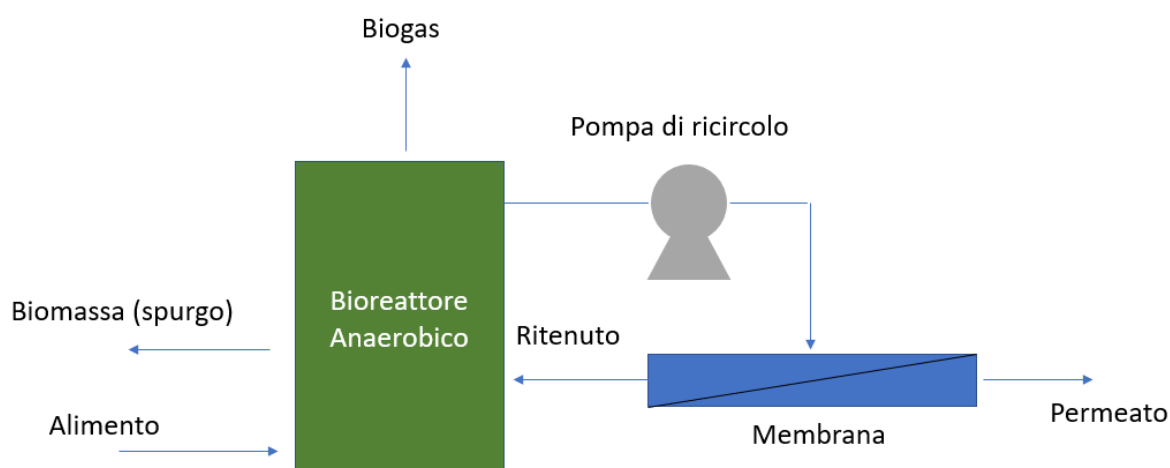 Biogas
Pompa di ricircolo
Biomassa (spurgo)
Bioreattore
Anaerobico
Ritenuto
Alimento
Membrana
Permeato